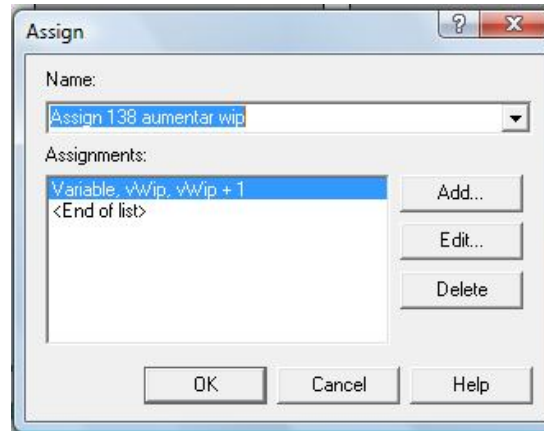 Assign
?
Name:
Assign 138 aumentar wip
Assignments:
Variable, vWip, vWip + 1
<End of list>
Add...
Edit...
Delete
OK
Cancel
Help